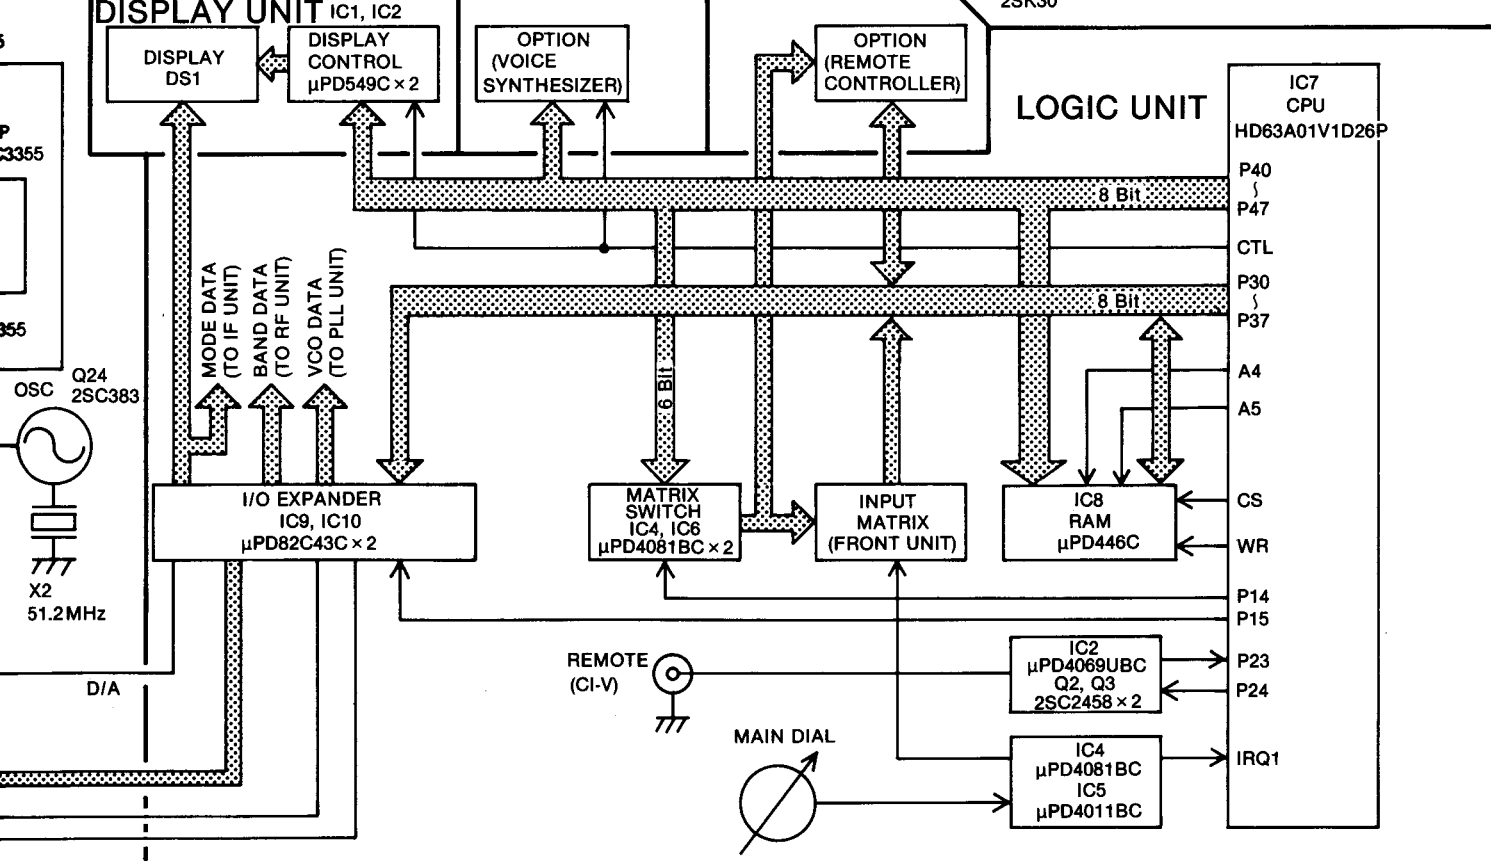 DISPLAY UNIT
IC1, IC2
DISPLAY
DS1
DISPLAY
CONTROL
µPD549C × 2
OPTION
(VOICE
SYNTHESIZER)
OPTION
(REMOTE
CONTROLLER)
LOGIC UNIT
IC7
CPU
HD63A01V1D26P
P40
P47
CTL
P30
P37
A4
A5
CS
WR
P14
P15
P23
P24
IRQ1
8 Bit
8 Bit
6 Bit
P
C3355
355
OSC
Q24
2SC383
X2
51.2MHz
MODE DATA
(TO IF UNIT)
BAND DATA
(TO RF UNIT)
VCO DATA
(TO PLL UNIT)
I/O EXPANDER
IC9, IC10
µPD82C43C × 2
MATRIX
SWITCH
IC4, IC6
µPD4081BC × 2
INPUT
MATRIX
(FRONT UNIT)
IC8
RAM
µPD446C
D/A
REMOTE
(CI-V)
IC2
µPD4069UBC
Q2, Q3
2SC2458 × 2
MAIN DIAL
IC4
µPD4081BC
IC5
µPD4011BC